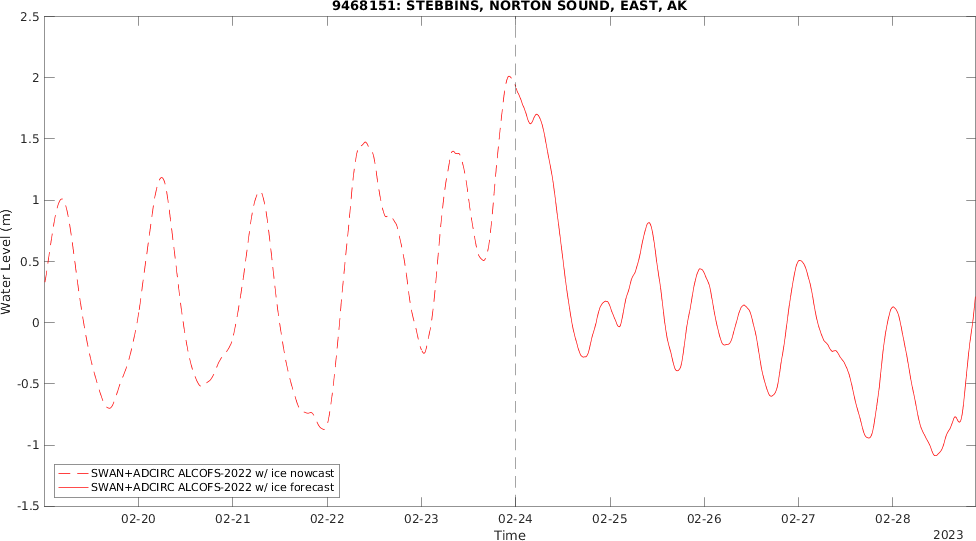 9468151: STEBBINS, NORTON SOUND, EAST, AK
2.5
2
1.5
1
0.5
0
-0.5
-1
-1.5
Water Level (m)
SWAN+ADCIRC ALCOFS-2022 w/ ice nowcast
SWAN+ADCIRC ALCOFS-2022 w/ ice forecast
02-20 02-21 02-22 02-23 02-24 02-25 02-26 02-27 02-28
Time
2023